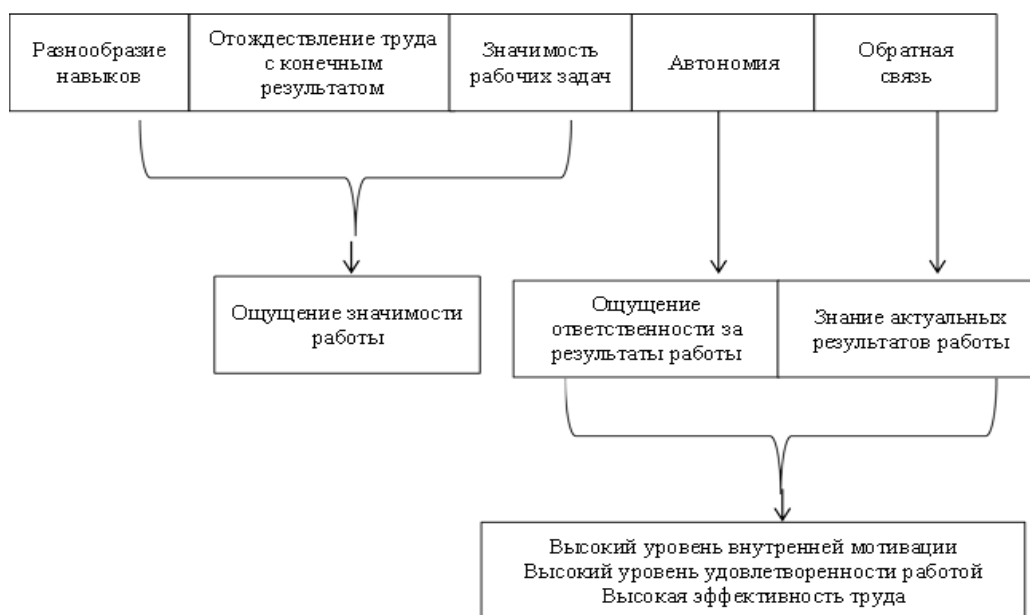 Разнообразие
навыков
Отождествление труда
с конечным
результатом
Значимость
рабочих задач
Автономия
Обратная
связь
Ощущение значимости
работы
Ощущение
ответственности за
результаты работы
Знание актуальных
результатов работы
Высокий уровень внутренней мотивации
Высокий уровень удовлетворенности работой
Высокая эффективность труда